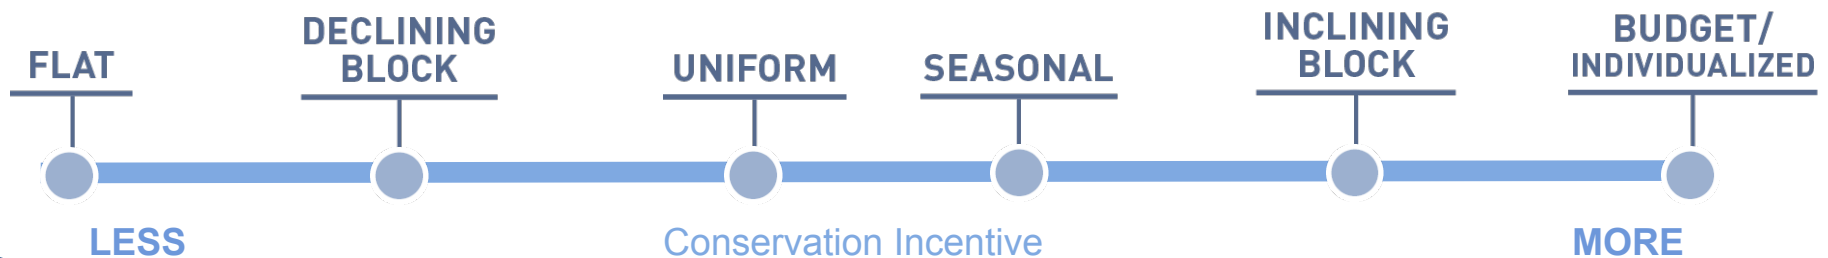 FLAT
DECLINING
BLOCK
UNIFORM
SEASONAL
INCLINING
BLOCK
BUDGET/
INDIVIDUALIZED
LESS
Conservation Incentive
MORE